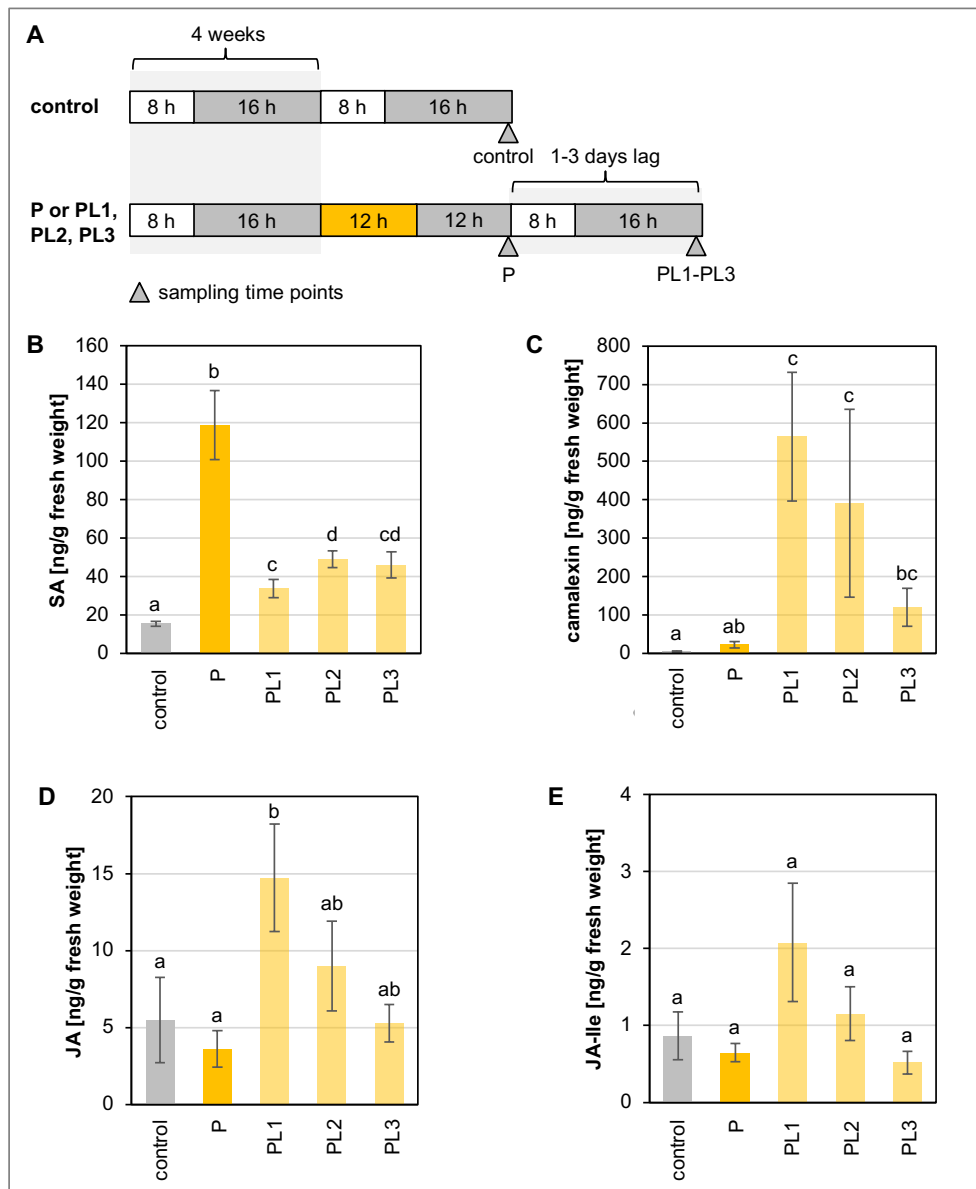 A
4 weeks
control
8 h 16 h 8 h 16 h
control 1-3 days lag
P or PL1,
PL2, PL3
8 h 16 h 12 h 12 h 8 h 16 h
P PL1-PL3
sampling time points
B
SA [ng/g fresh weight]
160
140
120
100
80
60
40
20
0
a b c d cd
control P PL1 PL2 PL3
C
camalexin [ng/g fresh weight]
800
700
600
500
400
300
200
100
0
a ab c c bc
control P PL1 PL2 PL3
D
JA [ng/g fresh weight]
20
15
10
5
0
a a b ab ab
control P PL1 PL2 PL3
E
JA-Ile [ng/g fresh weight]
4
3
2
1
0
a a a a a
control P PL1 PL2 PL3